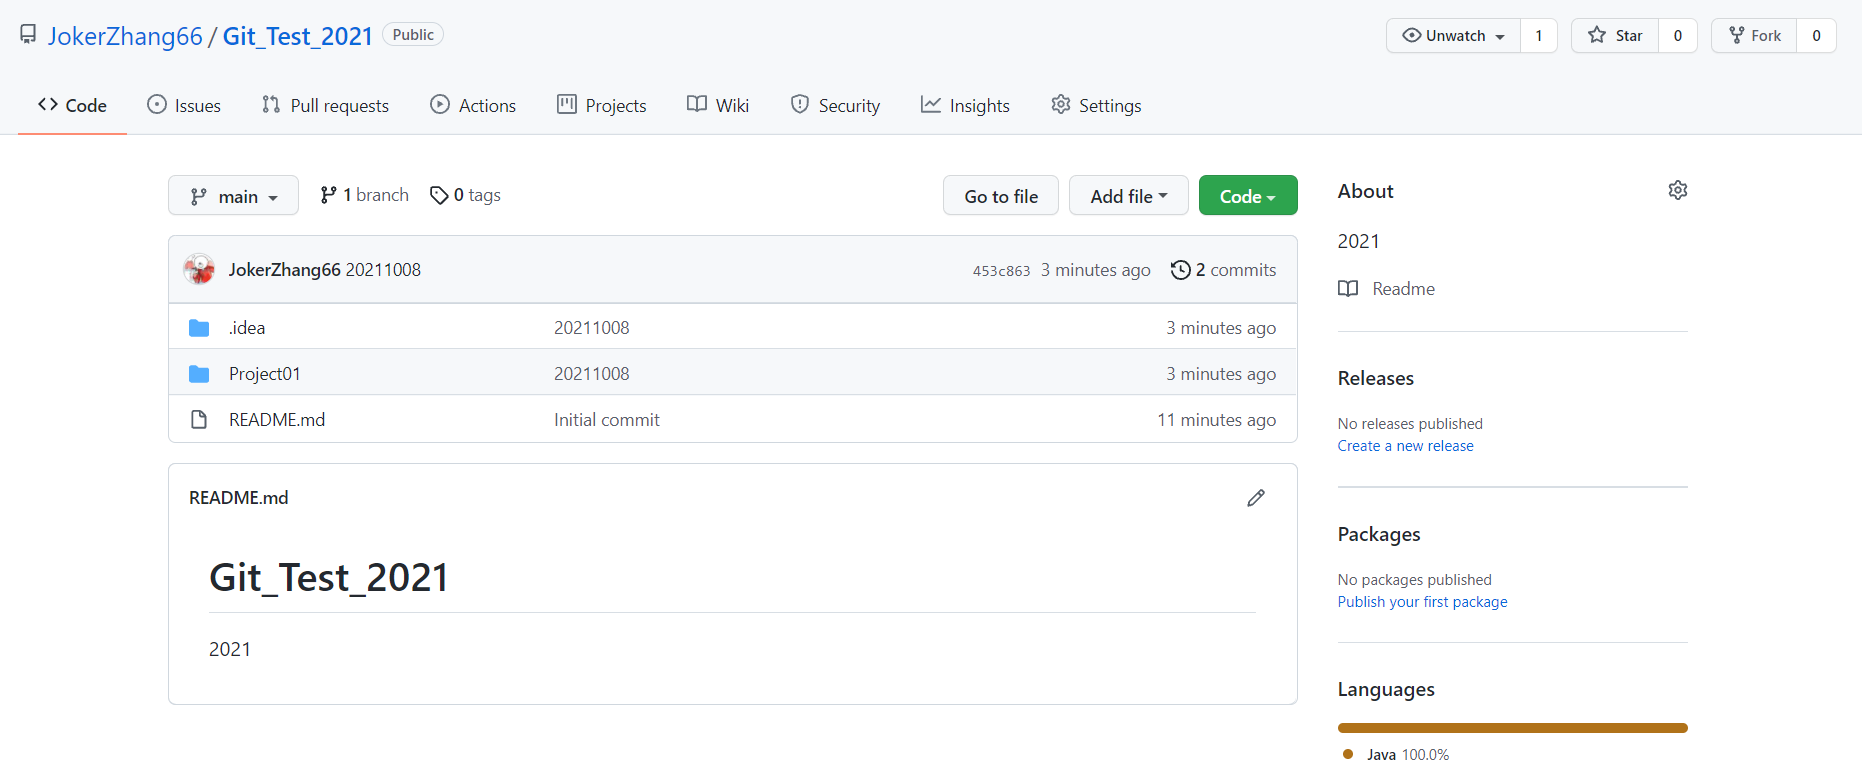 JokerZhang66 / Git_Test_2021 Public
Unwatch 1 Star 0 Fork 0
Code Issues Pull requests Actions Projects Wiki Security Insights Settings
main 1 branch 0 tags Go to file Add file Code
JokerZhang66 20211008 453c863 3 minutes ago 2 commits
.idea 20211008 3 minutes ago
Project01 20211008 3 minutes ago
README.md Initial commit 11 minutes ago
README.md
Git_Test_2021
2021
About
2021
Readme
Releases
No releases published
Create a new release
Packages
No packages published
Publish your first package
Languages
Java 100.0%